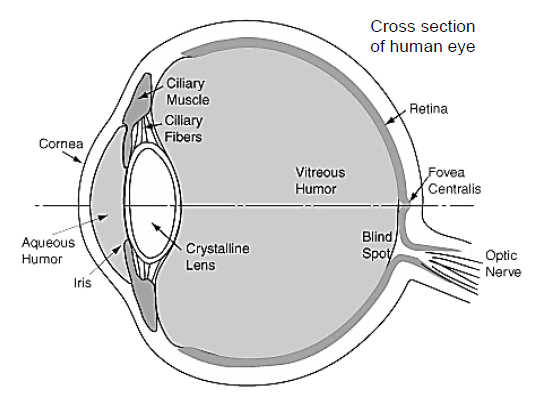 Cross section
of human eye
Ciliary
Muscle
Ciliary
Fibers
Retina
Cornea
Vitreous
Humor
Fovea
Centralis
Aqueous
Humor
Crystalline
Lens
Blind
Spot
Optic
Nerve
Iris